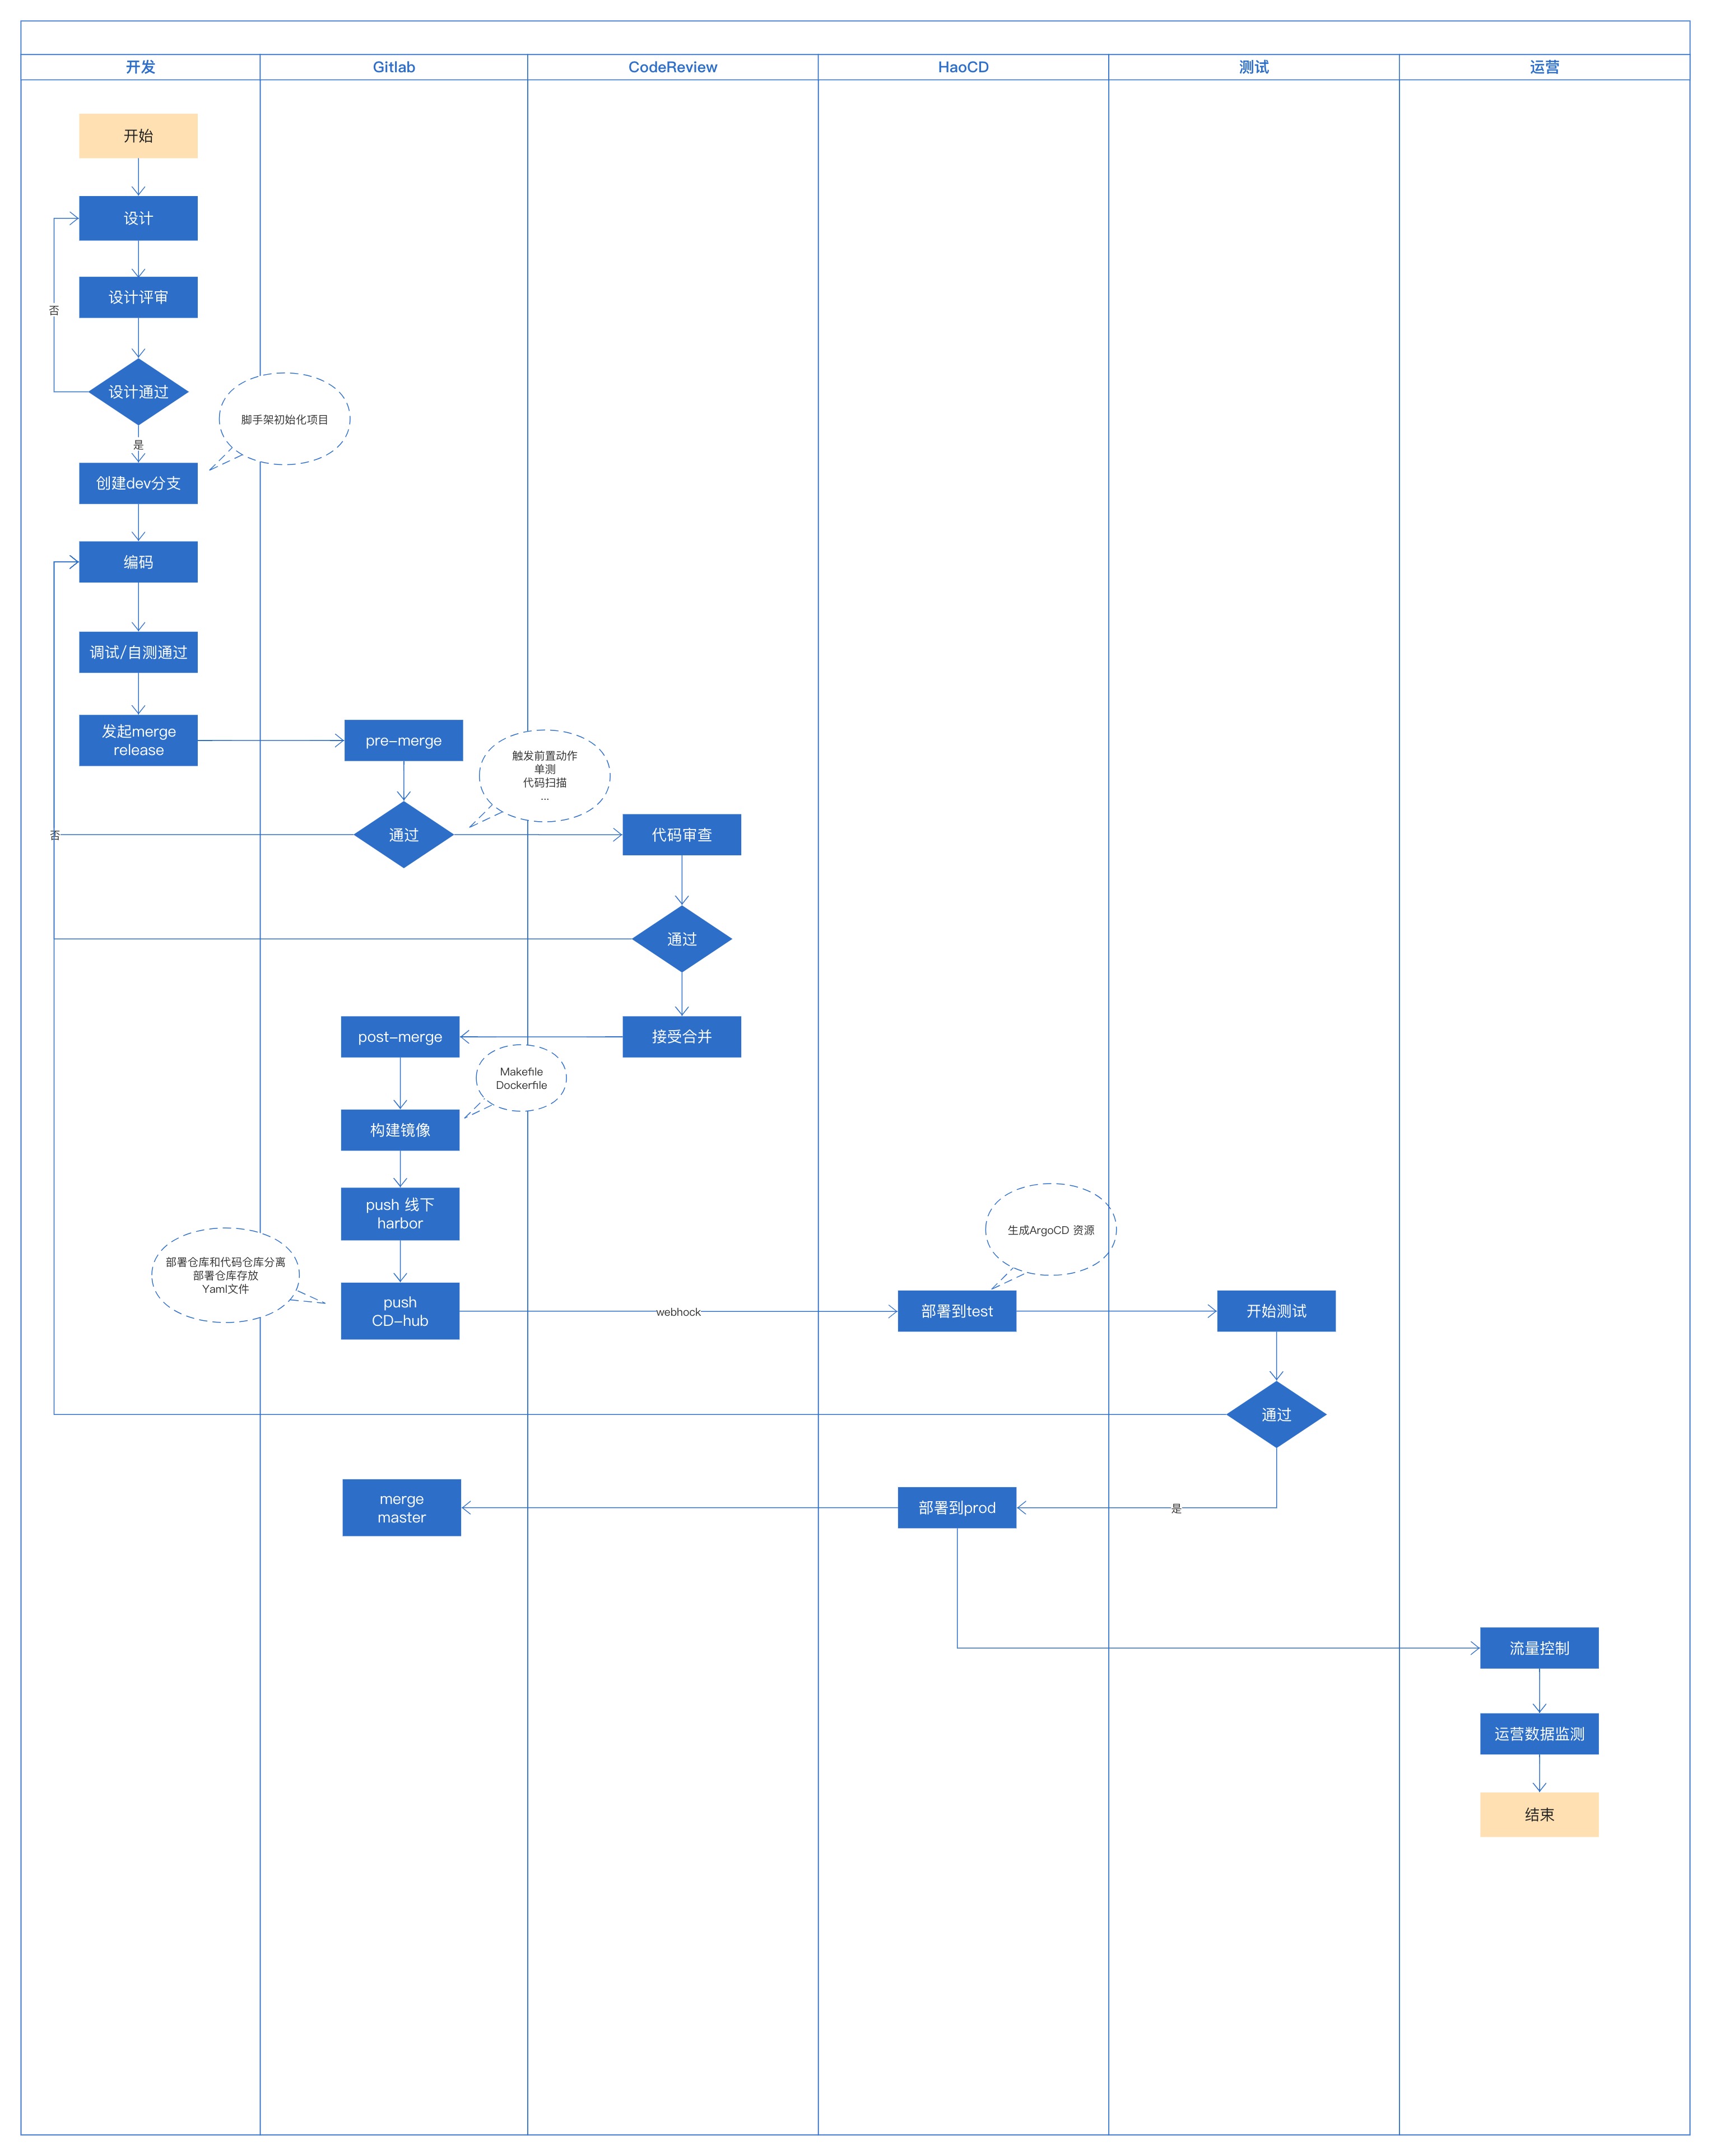 开发
Gitlab
CodeReview
HaoCD
测试
运营
开始
设计
设计评审
否
设计通过
脚手架初始化项目
是
创建dev分支
编码
调试/自测通过
发起merge
release
pre-merge
触发前置动作
单测
代码扫描
...
否
通过
代码审查
通过
post-merge
接受合并
Makefile
Dockerfile
构建镜像
push 线下
harbor
生成ArgoCD 资源
部署仓库和代码仓库分离
部署仓库存放
Yaml文件
push
CD-hub
webhock
部署到test
开始测试
通过
merge
master
部署到prod
是
流量控制
运营数据监测
结束